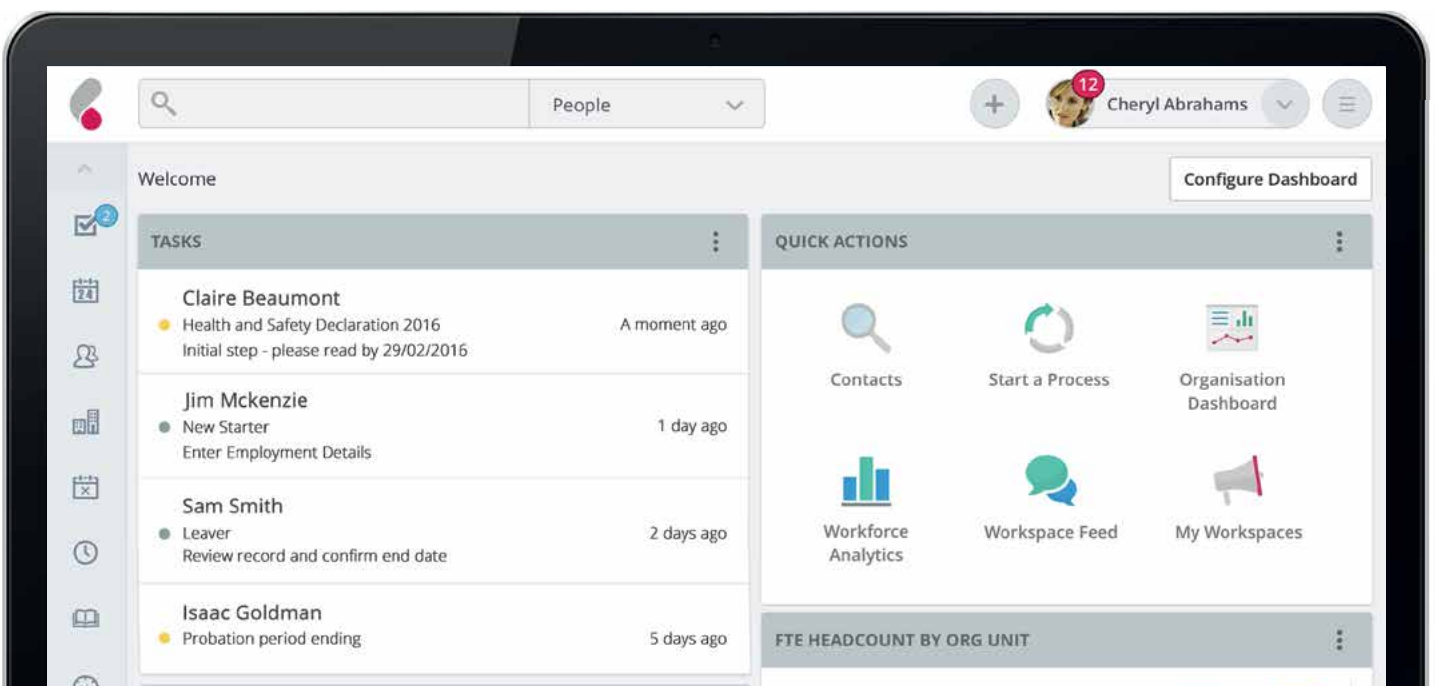 People
12
Cheryl Abrahams
Welcome
Configure Dashboard
2
24
TASKS
Claire Beaumont
Health and Safety Declaration 2016
A moment ago
Initial step - please read by 29/02/2016
Jim Mckenzie
New Starter
1 day ago
Enter Employment Details
Sam Smith
Leaver
2 days ago
Review record and confirm end date
Isaac Goldman
Probation period ending
5 days ago
QUICK ACTIONS
Contacts
Start a Process
Organisation
Dashboard
Workforce
Analytics
Workspace Feed
My Workspaces
FTE HEADCOUNT BY ORG UNIT